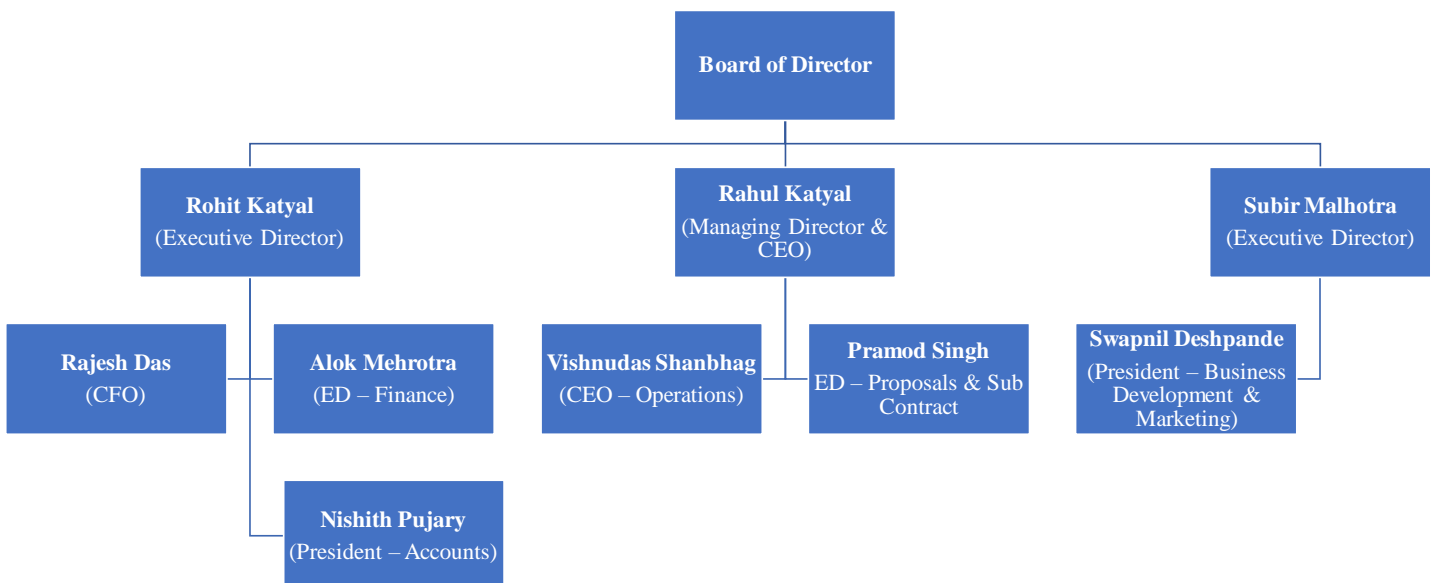 Board of Director
Rohit Katyal
(Executive Director)
Rahul Katyal
(Managing Director &
CEO)
Subir Malhotra
(Executive Director)
Rajesh Das
(CFO)
Alok Mehrotra
(ED – Finance)
Vishnudas Shanbhag
(CEO – Operations)
Pramod Singh
ED – Proposals & Sub
Contract
Swapnil Deshpande
(President – Business
Development &
Marketing)
Nishith Pujary
(President – Accounts)